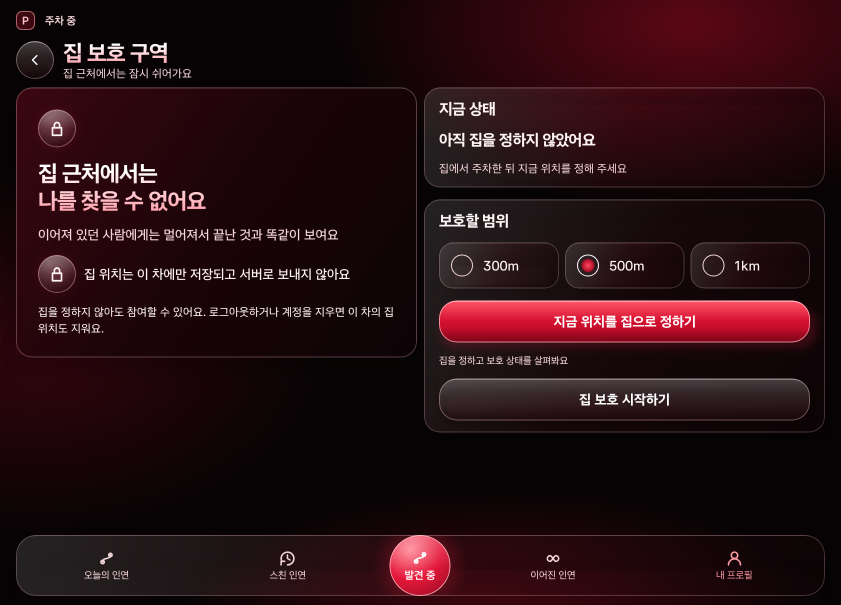 P 주차 중
집 보호 구역
집 근처에서는 잠시 쉬어가요
집 근처에서는
나를 찾을 수 없어요
이어져 있던 사람에게는 멀어져서 끝난 것과 똑같이 보여요
집 위치는 이 차에만 저장되고 서버로 보내지 않아요
집을 정하지 않아도 참여할 수 있어요. 로그아웃하거나 계정을 지우면 이 차의 집
위치도 지워요.
지금 상태
아직 집을 정하지 않았어요
집에서 주차한 뒤 지금 위치를 정해 주세요
보호할 범위
300m 500m 1km
지금 위치를 집으로 정하기
집을 정하고 보호 상태를 살펴봐요
집 보호 시작하기
오늘의 인연 스친 인연 발견 중 이어진 인연 내 프로필